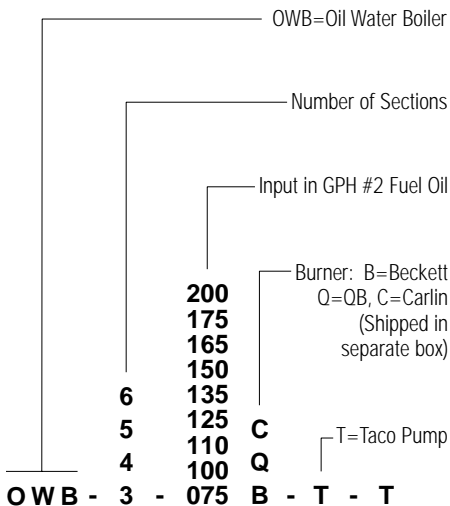 OWB=Oil Water Boiler
Number of Sections
Input in GPH #2 Fuel Oil
Burner: B=Beckett
Q=QB, C=Carlin
(Shipped in
separate box)
200
175
165
150
6 135
5 125 C
110
4 100 Q
T=Taco Pump
OWB - 3 - 075 B - T - T